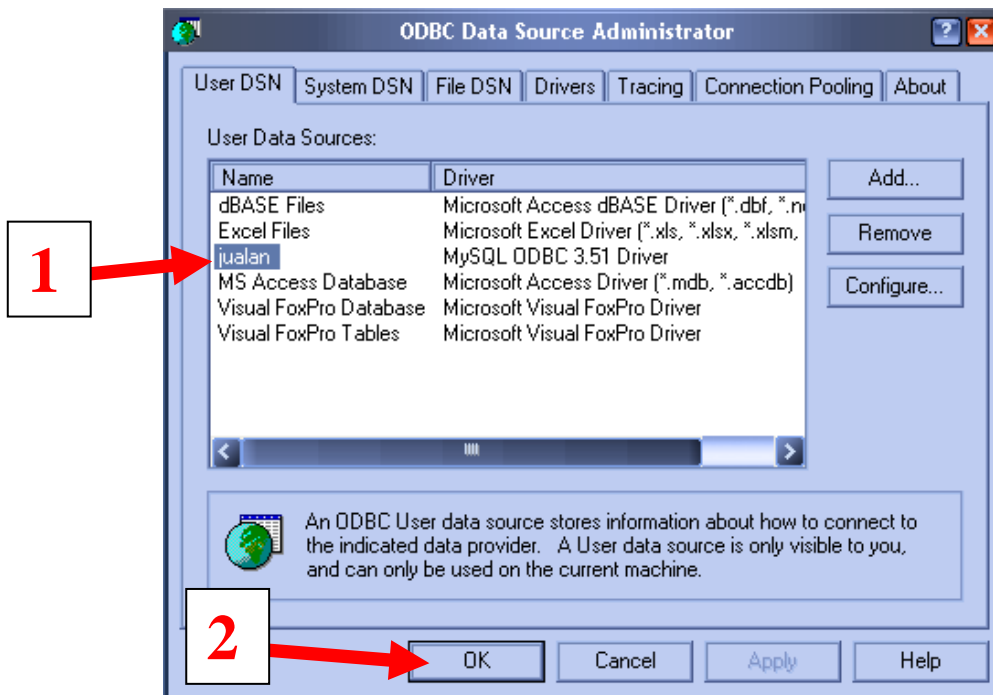 ODBC Data Source Administrator
User DSN System DSN File DSN Drivers Tracing Connection Pooling About
User Data Sources:
Name Driver
dBASE Files Microsoft Access dBASE Driver (*.dbf, *.n
Excel Files Microsoft Excel Driver (*.xls, *.xlsx, *.xlsm,
jualan MySQL ODBC 3.51 Driver
MS Access Database Microsoft Access Driver (*.mdb, *.accdb)
Visual FoxPro Database Microsoft Visual FoxPro Driver
Visual FoxPro Tables Microsoft Visual FoxPro Driver
Add...
Remove
Configure...
1
An ODBC User data source stores information about how to connect to
the indicated data provider. A User data source is only visible to you,
and can only be used on the current machine.
2
OK Cancel Apply Help